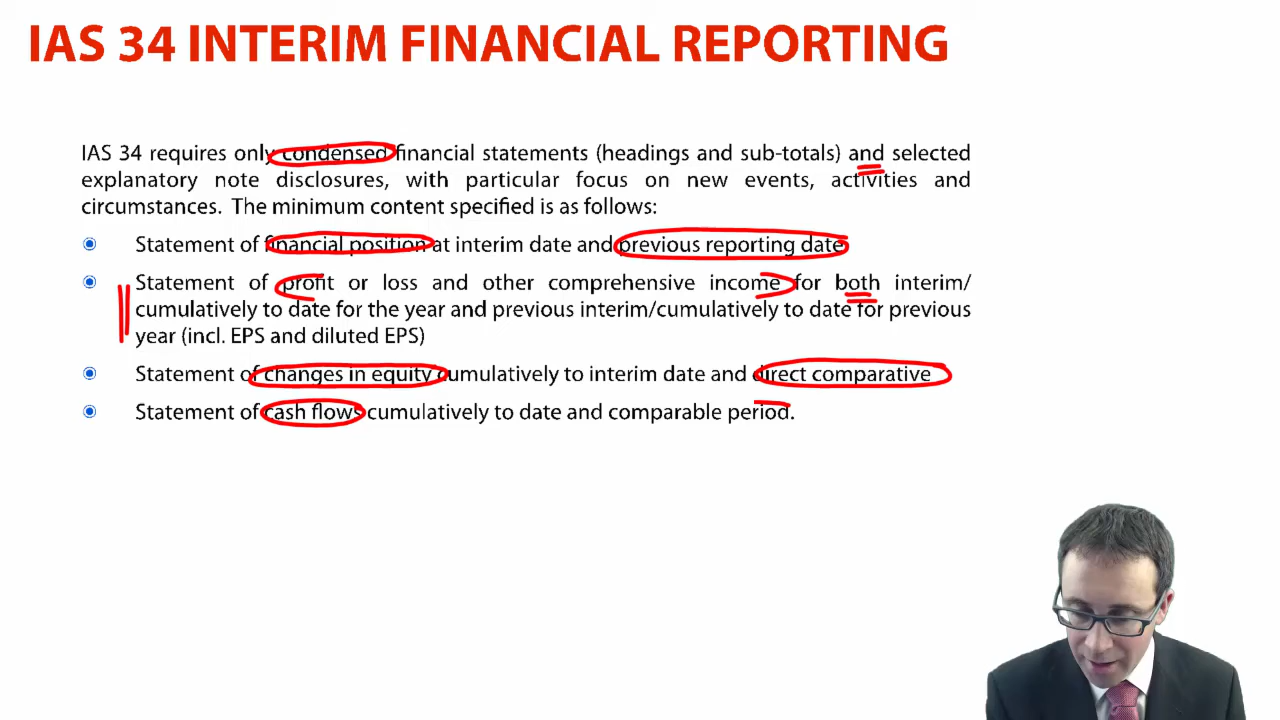 IAS 34 INTERIM FINANCIAL REPORTING
IAS 34 requires only condensed financial statements (headings and sub-totals) and selected
explanatory note disclosures, with particular focus on new events, activities and
circumstances. The minimum content specified is as follows:
Statement of financial position at interim date and previous reporting date
Statement of profit or loss and other comprehensive income for both interim/
cumulatively to date for the year and previous interim/cumulatively to date for previous
year (incl. EPS and diluted EPS)
Statement of changes in equity cumulatively to interim date and direct comparative
Statement of cash flows cumulatively to date and comparable period.